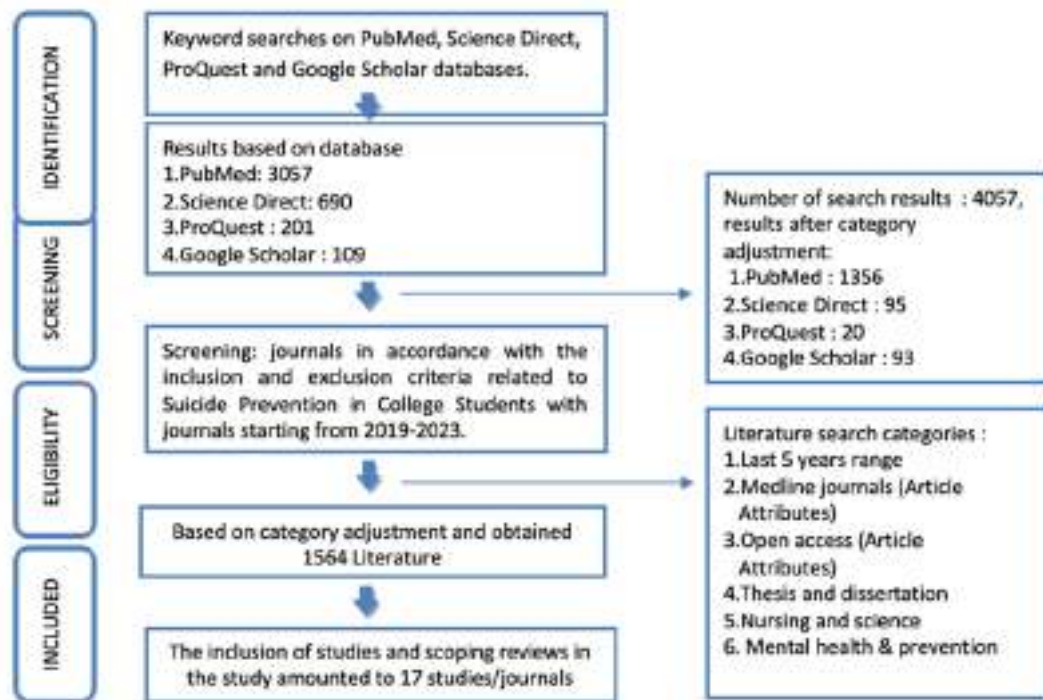 IDENTIFICATION
SCREENING
ELIGIBILITY
INCLUDED
Keyword searches on PubMed, Science Direct,
ProQuest and Google Scholar databases.
Results based on database
1.PubMed: 3057
2.Science Direct: 690
3.ProQuest : 201
4.Google Scholar : 109
Number of search results : 4057,
results after category
adjustment:
1.PubMed : 1356
2.Science Direct : 95
3.ProQuest : 20
4.Google Scholar : 93
Screening: journals in accordance with the
inclusion and exclusion criteria related to
Suicide Prevention in College Students with
journals starting from 2019-2023.
Literature search categories :
1.Last 5 years range
2.Medline journals (Article
Attributes)
3.Open access (Article
Attributes)
4.Thesis and dissertation
5.Nursing and science
6. Mental health & prevention
Based on category adjustment and obtained
1564 Literature
The inclusion of studies and scoping reviews in
the study amounted to 17 studies/journals